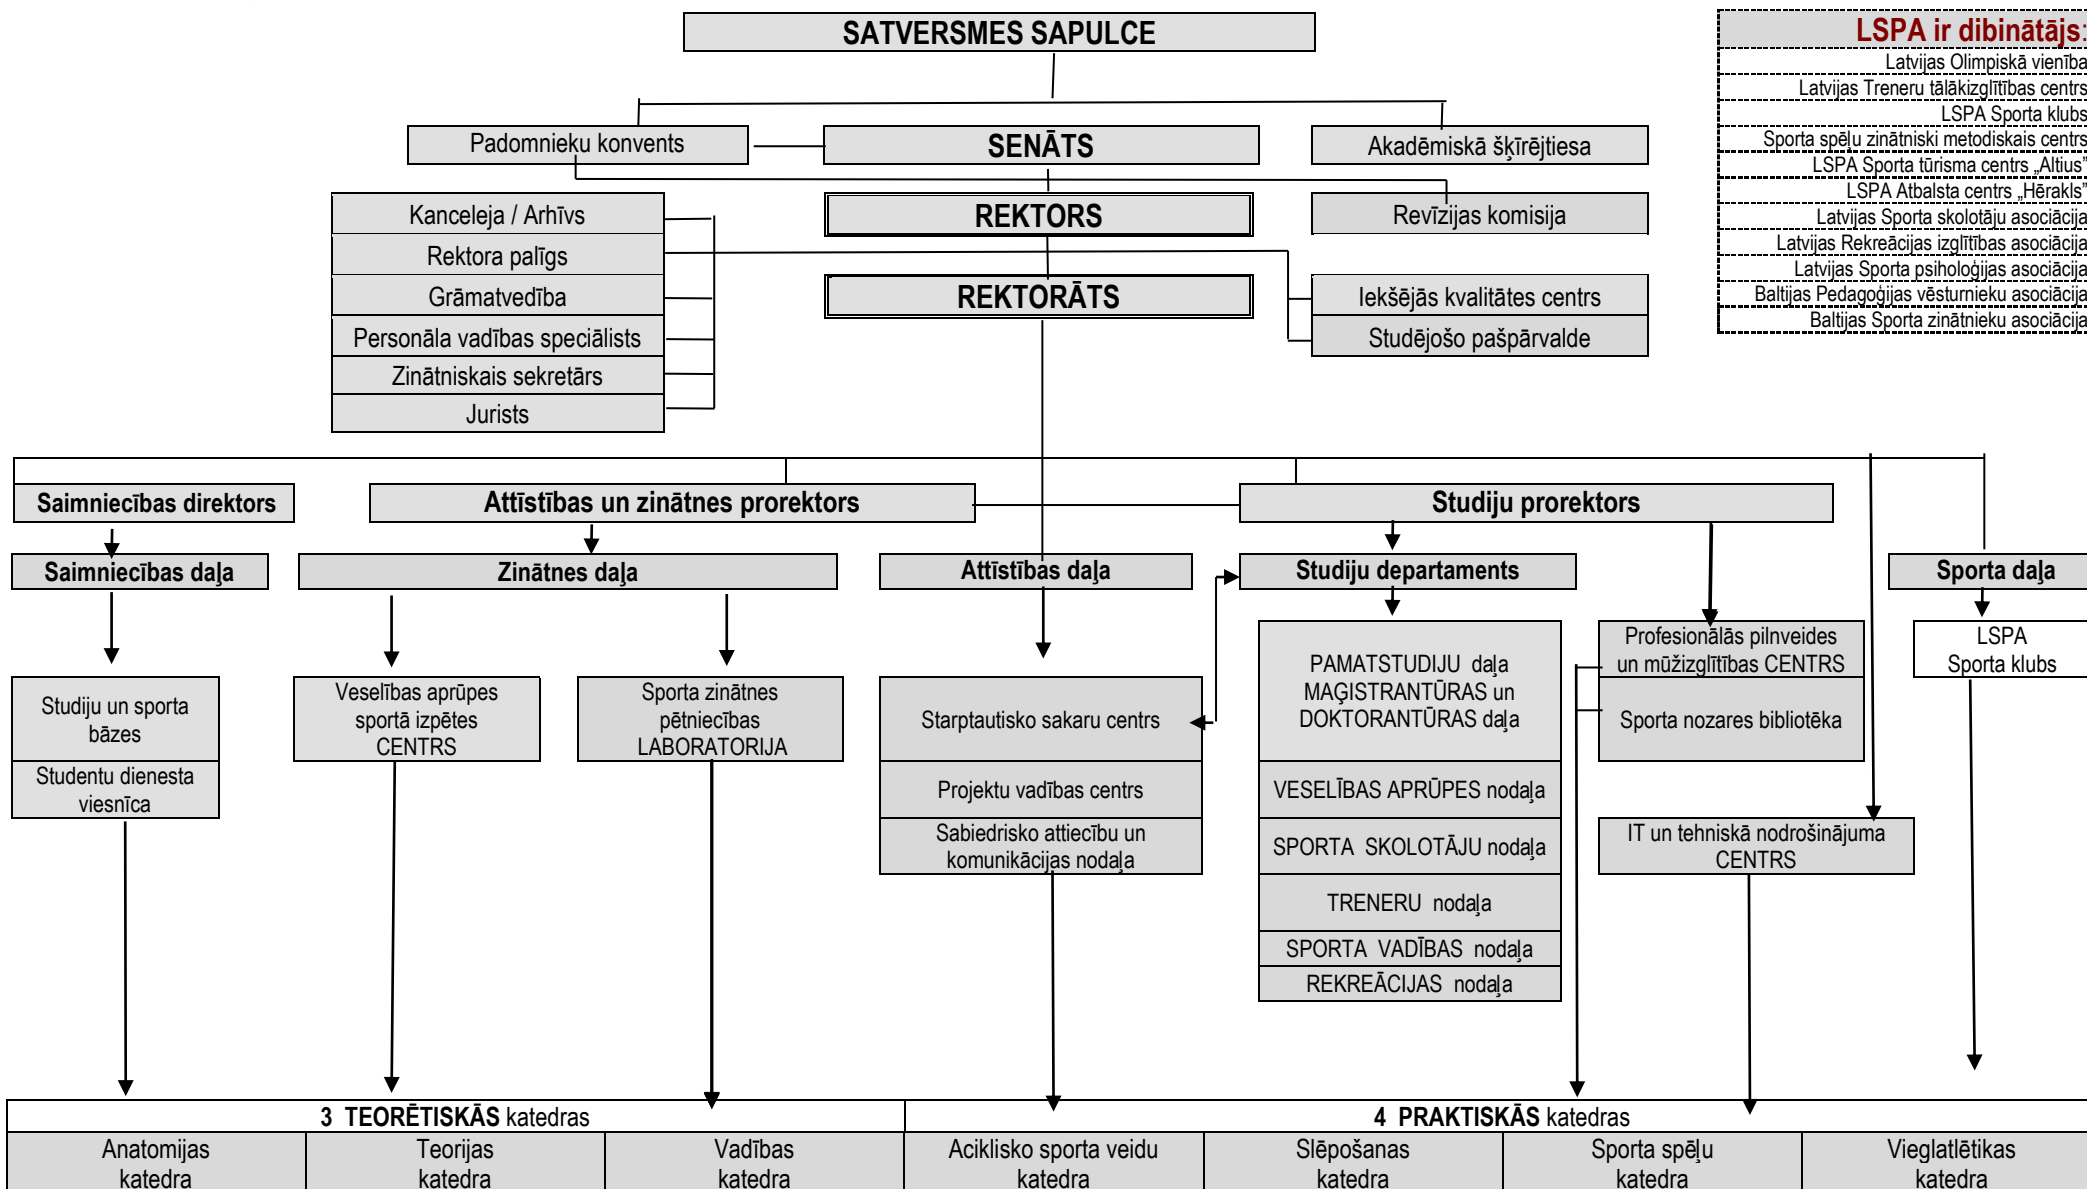 SATVERSMES SAPULCE
LSPA ir dibinātājs:
Latvijas Olimpiskā vienība
Latvijas Treneru tālākizglītības centrs
LSPA Sporta klubs
Sporta spēļu zinātniski metodiskais centrs
LSPA Sporta tūrisma centrs „Altius”
LSPA Atbalsta centrs „Hērakls”
Latvijas Sporta skolotāju asociācija
Latvijas Rekreācijas izglītības asociācija
Latvijas Sporta psiholoģijas asociācija
Baltijas Pedagoģijas vēsturnieku asociācija
Baltijas Sporta zinātnieku asociācija
Padomnieku konvents
SENĀTS
Akadēmiskā šķīrējtiesa
Kanceleja / Arhīvs
Rektora palīgs
Grāmatvedība
Personāla vadības speciālists
Zinātniskais sekretārs
Jurists
REKTORS
REKTORĀTS
Revīzijas komisija
Iekšējās kvalitātes centrs
Studējošo pašpārvalde
Saimniecības direktors
Attīstības un zinātnes prorektors
Studiju prorektors
Saimniecības daļa
Zinātnes daļa
Attīstības daļa
Studiju departaments
Sporta daļa
Studiju un sporta
bāzes
Studentu dienesta
viesnīca
Veselības aprūpes
sportā izpētes
CENTRS
Sporta zinātnes
pētniecības
LABORATORIJA
Starptautisko sakaru centrs
Projektu vadības centrs
Sabiedrisko attiecību un
komunikācijas nodaļa
PAMATSTUDIJU daļa
MAĢISTRANTŪRAS un
DOKTORANTŪRAS daļa
VESELĪBAS APRŪPES nodaļa
SPORTA SKOLOTĀJU nodaļa
TRENERU nodaļa
SPORTA VADĪBAS nodaļa
REKREĀCIJAS nodaļa
Profesionālās pilnveides
un mūžizglītības CENTRS
Sporta nozares bibliotēka
IT un tehniskā nodrošinājuma
CENTRS
LSPA
Sporta klubs
3 TEORĒTISKĀS katedras
4 PRAKTISKĀS katedras
Anatomijas
katedra
Teorijas
katedra
Vadības
katedra
Aciklisko sporta veidu
katedra
Slēpošanas
katedra
Sporta spēļu
katedra
Vieglatlētikas
katedra